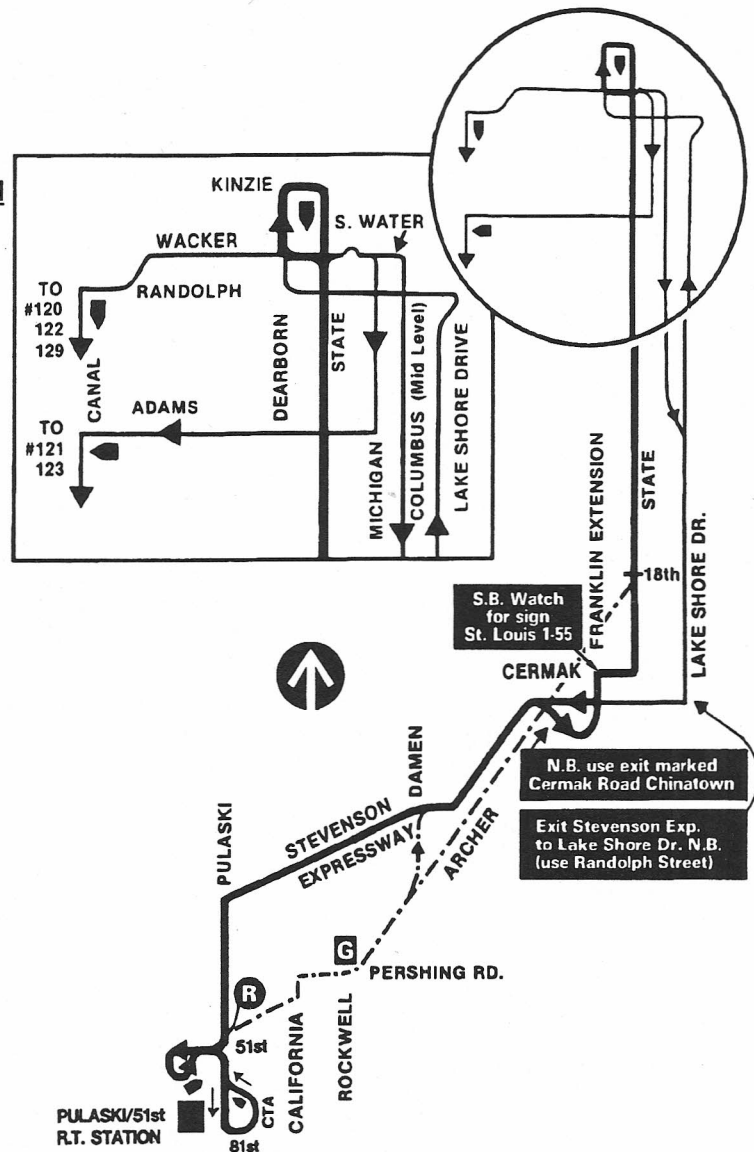 KINZIE
S. WATER
WACKER
TO
#120
122
129
RANDOLPH
CANAL
DEARBORN
STATE
ADAMS
TO
#121
123
MICHIGAN
COLUMBUS (Mid Level)
LAKE SHORE DRIVE
FRANKLIN EXTENSION
STATE
LAKE SHORE DR.
18th
S.B. Watch
for sign
St. Louis 1-55
CERMAK
N.B. use exit marked
Cermak Road Chinatown
Exit Stevenson Exp.
to Lake Shore Dr. N.B.
(use Randolph Street)
DAMEN
PULASKI
STEVENSON
EXPRESSWAY
ARCHER
G
PERSHING RD.
R
51st
CALIFORNIA
ROCKWELL
CTA
PULASKI/51st
R.T. STATION
81st